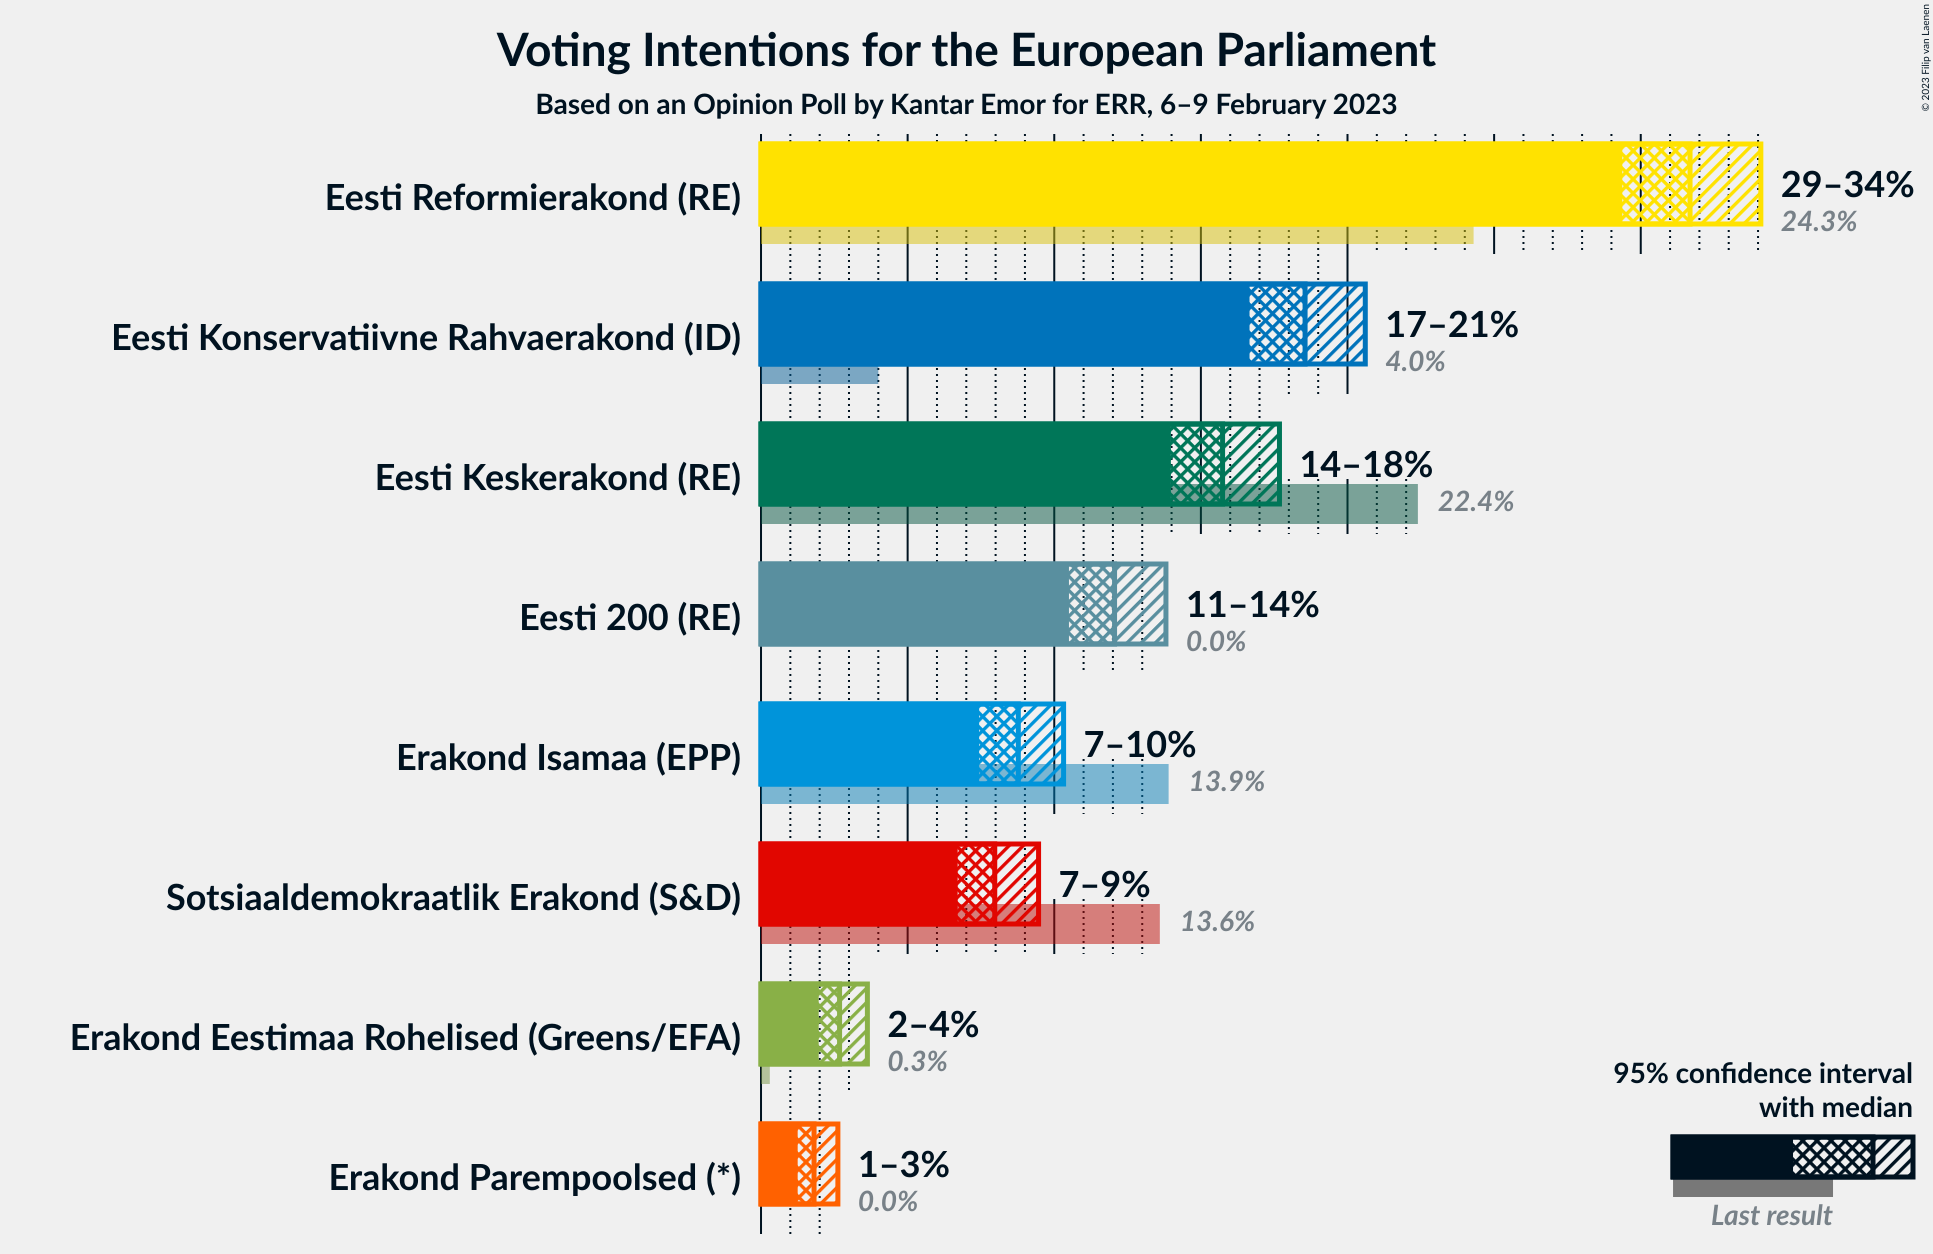 Voting Intentions for the European Parliament
Based on an Opinion Poll by Kantar Emor for ERR, 6–9 February 2023
© 2023 Filip van Laenen
Eesti Reformierakond (RE)
29–34%
24.3%
Eesti Konservatiivne Rahvaerakond (ID)
17–21%
4.0%
Eesti Keskerakond (RE)
14–18%
22.4%
Eesti 200 (RE)
11–14%
0.0%
Erakond Isamaa (EPP)
7–10%
13.9%
Sotsiaaldemokraatlik Erakond (S&D)
7–9%
13.6%
Erakond Eestimaa Rohelised (Greens/EFA)
2–4%
0.3%
Erakond Parempoolsed (*)
1–3%
0.0%
95% confidence interval
with median
Last result